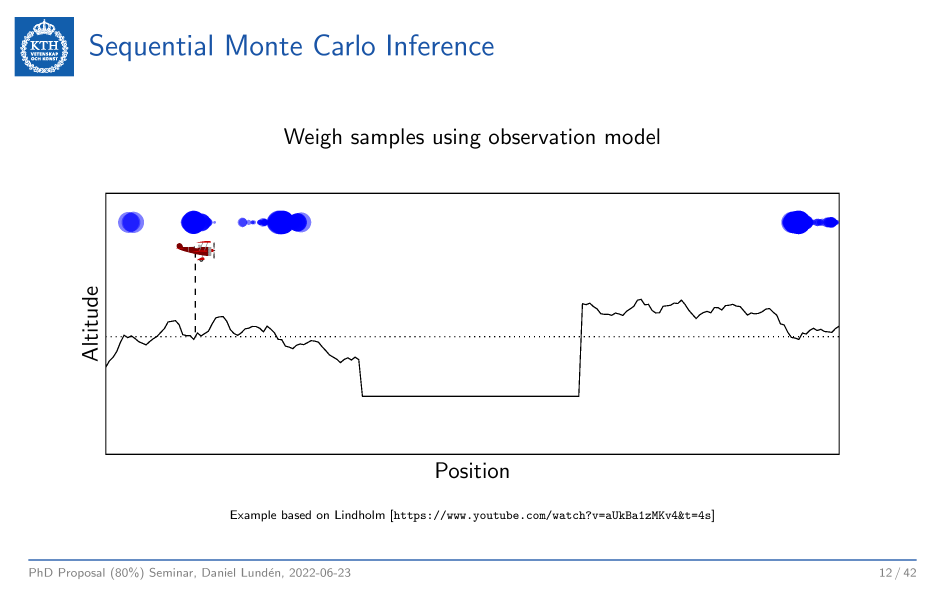 KTH
VETENSKAP
OCH KONST
Sequential Monte Carlo Inference
Weigh samples using observation model
Altitude
Position
Example based on Lindholm [https://www.youtube.com/watch?v=aUkBa1zMKv4&t=4s]
PhD Proposal (80%) Seminar, Daniel Lundén, 2022-06-23
12 / 42